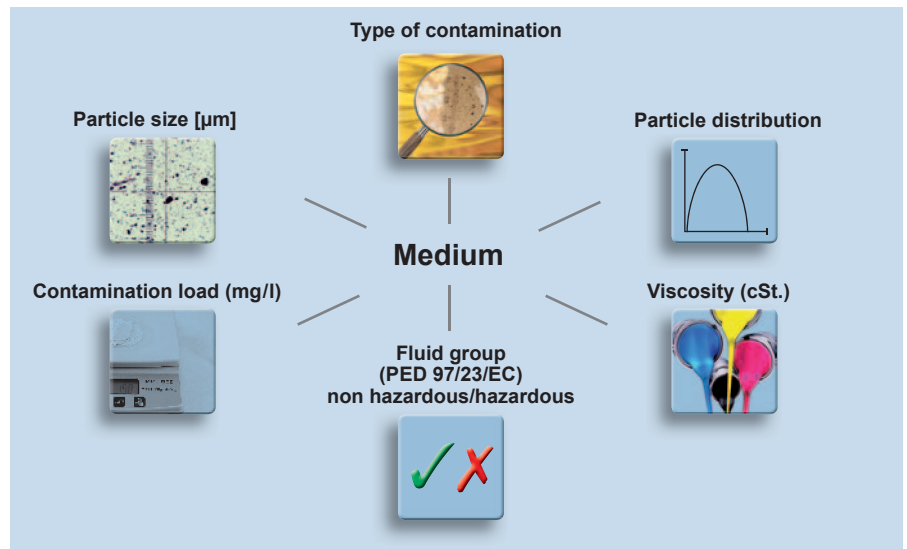 Type of contamination
Particle size [µm]
Particle distribution
Medium
Contamination load (mg/l)
Viscosity (cSt.)
Fluid group
(PED 97/23/EC)
non hazardous/hazardous